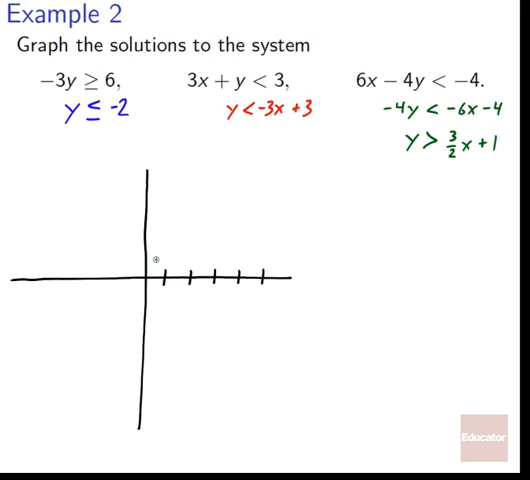 Example 2
Graph the solutions to the system
−3y ≥ 6, 3x + y < 3, 6x − 4y < −4.
y ≤ -2 y < -3x + 3 -4y < -6x - 4
y > 3/2 x + 1
Educator